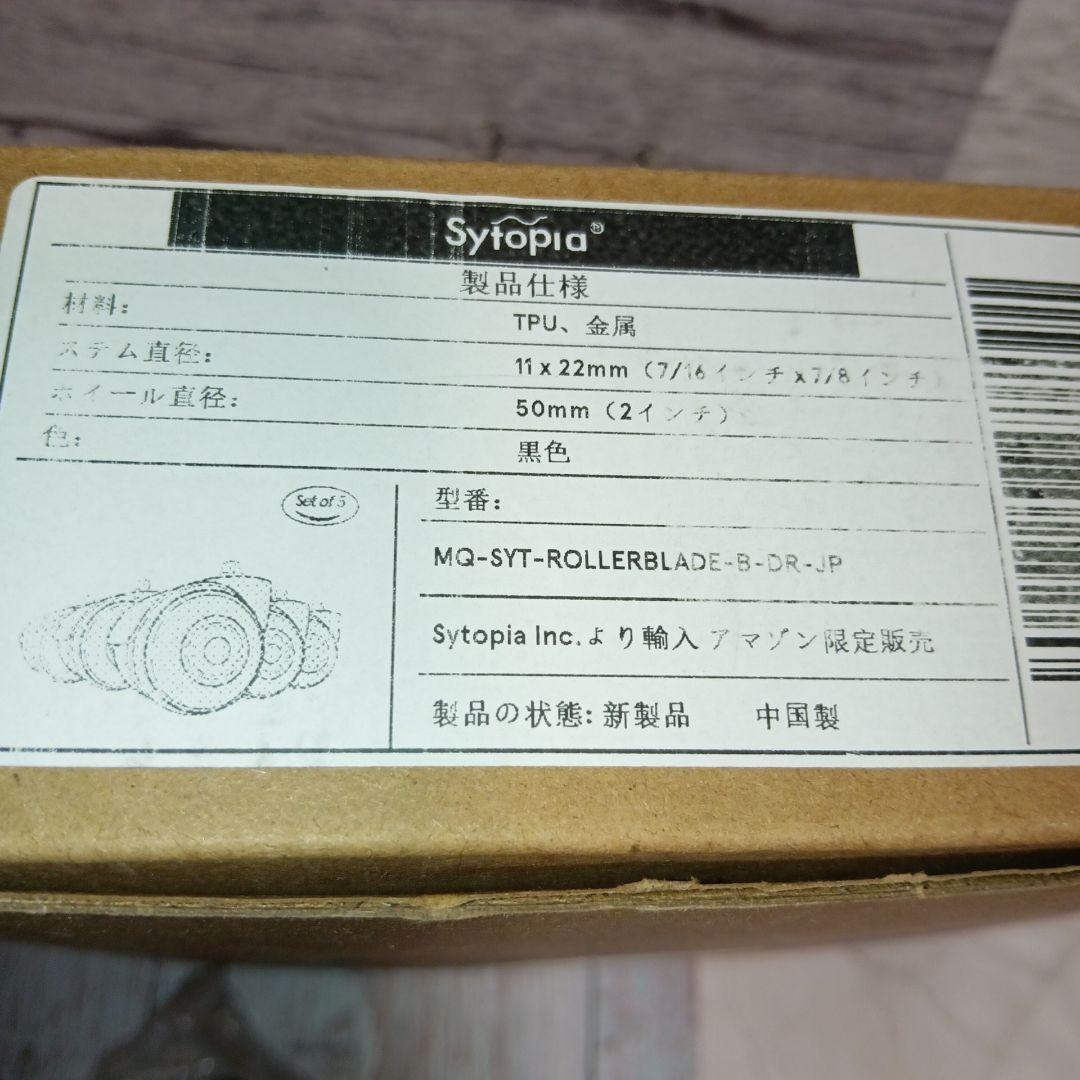 Sytopia®
製品仕様
材料: TPU、金属
ステム直径: 11 x 22mm（7/16インチ x 7/8インチ）
ホイール直径: 50mm（2インチ）
色: 黒色
Set of 5
型番:
MQ-SYT-ROLLERBLADE-B-DR-JP
Sytopia Inc.より輸入 アマゾン限定販売
製品の状態: 新製品 中国製